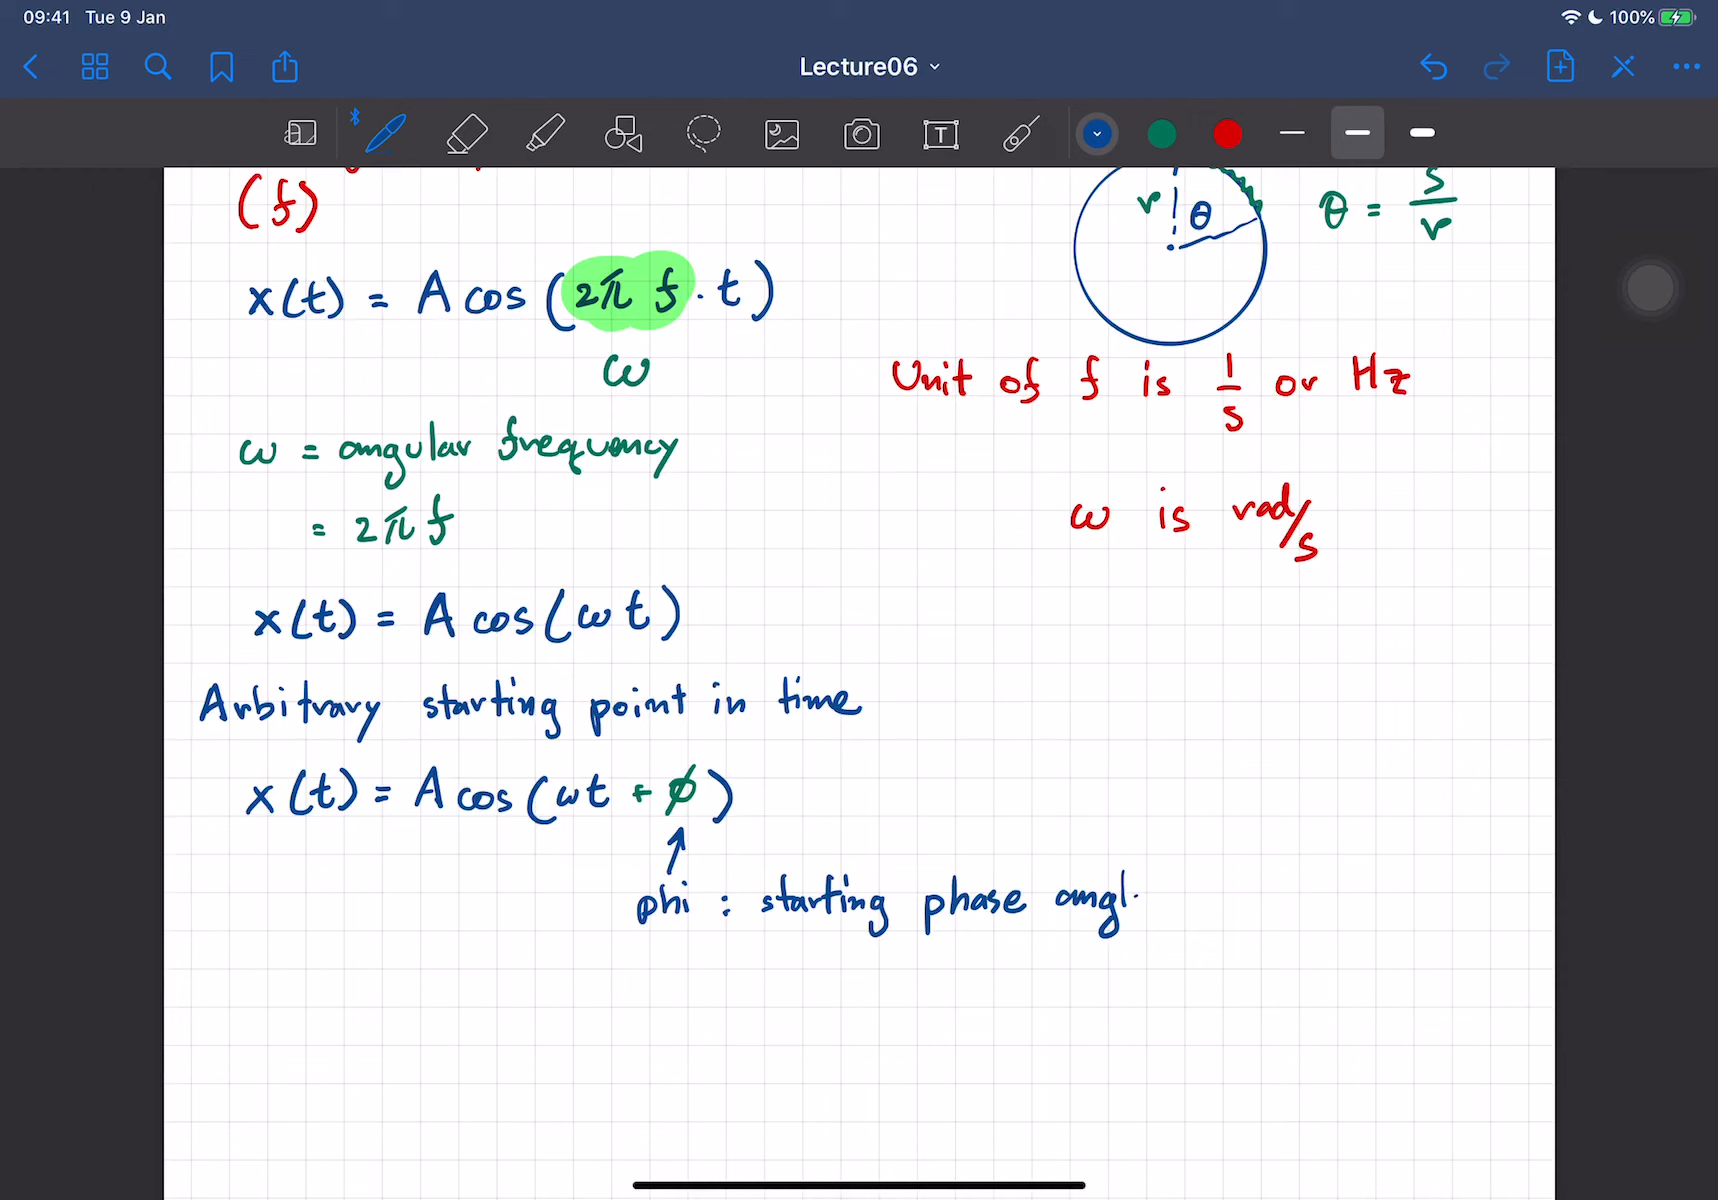 09:41 Tue 9 Jan 100%
Lecture06
T
(f)
r θ θ = s/r
x(t) = A cos (2π f · t)
ω
Unit of f is 1/s or Hz
ω = angular frequency
= 2π f
ω is rad/s
x(t) = A cos(ωt)
Arbitrary starting point in time
x(t) = A cos(ωt + ϕ)
phi : starting phase angl